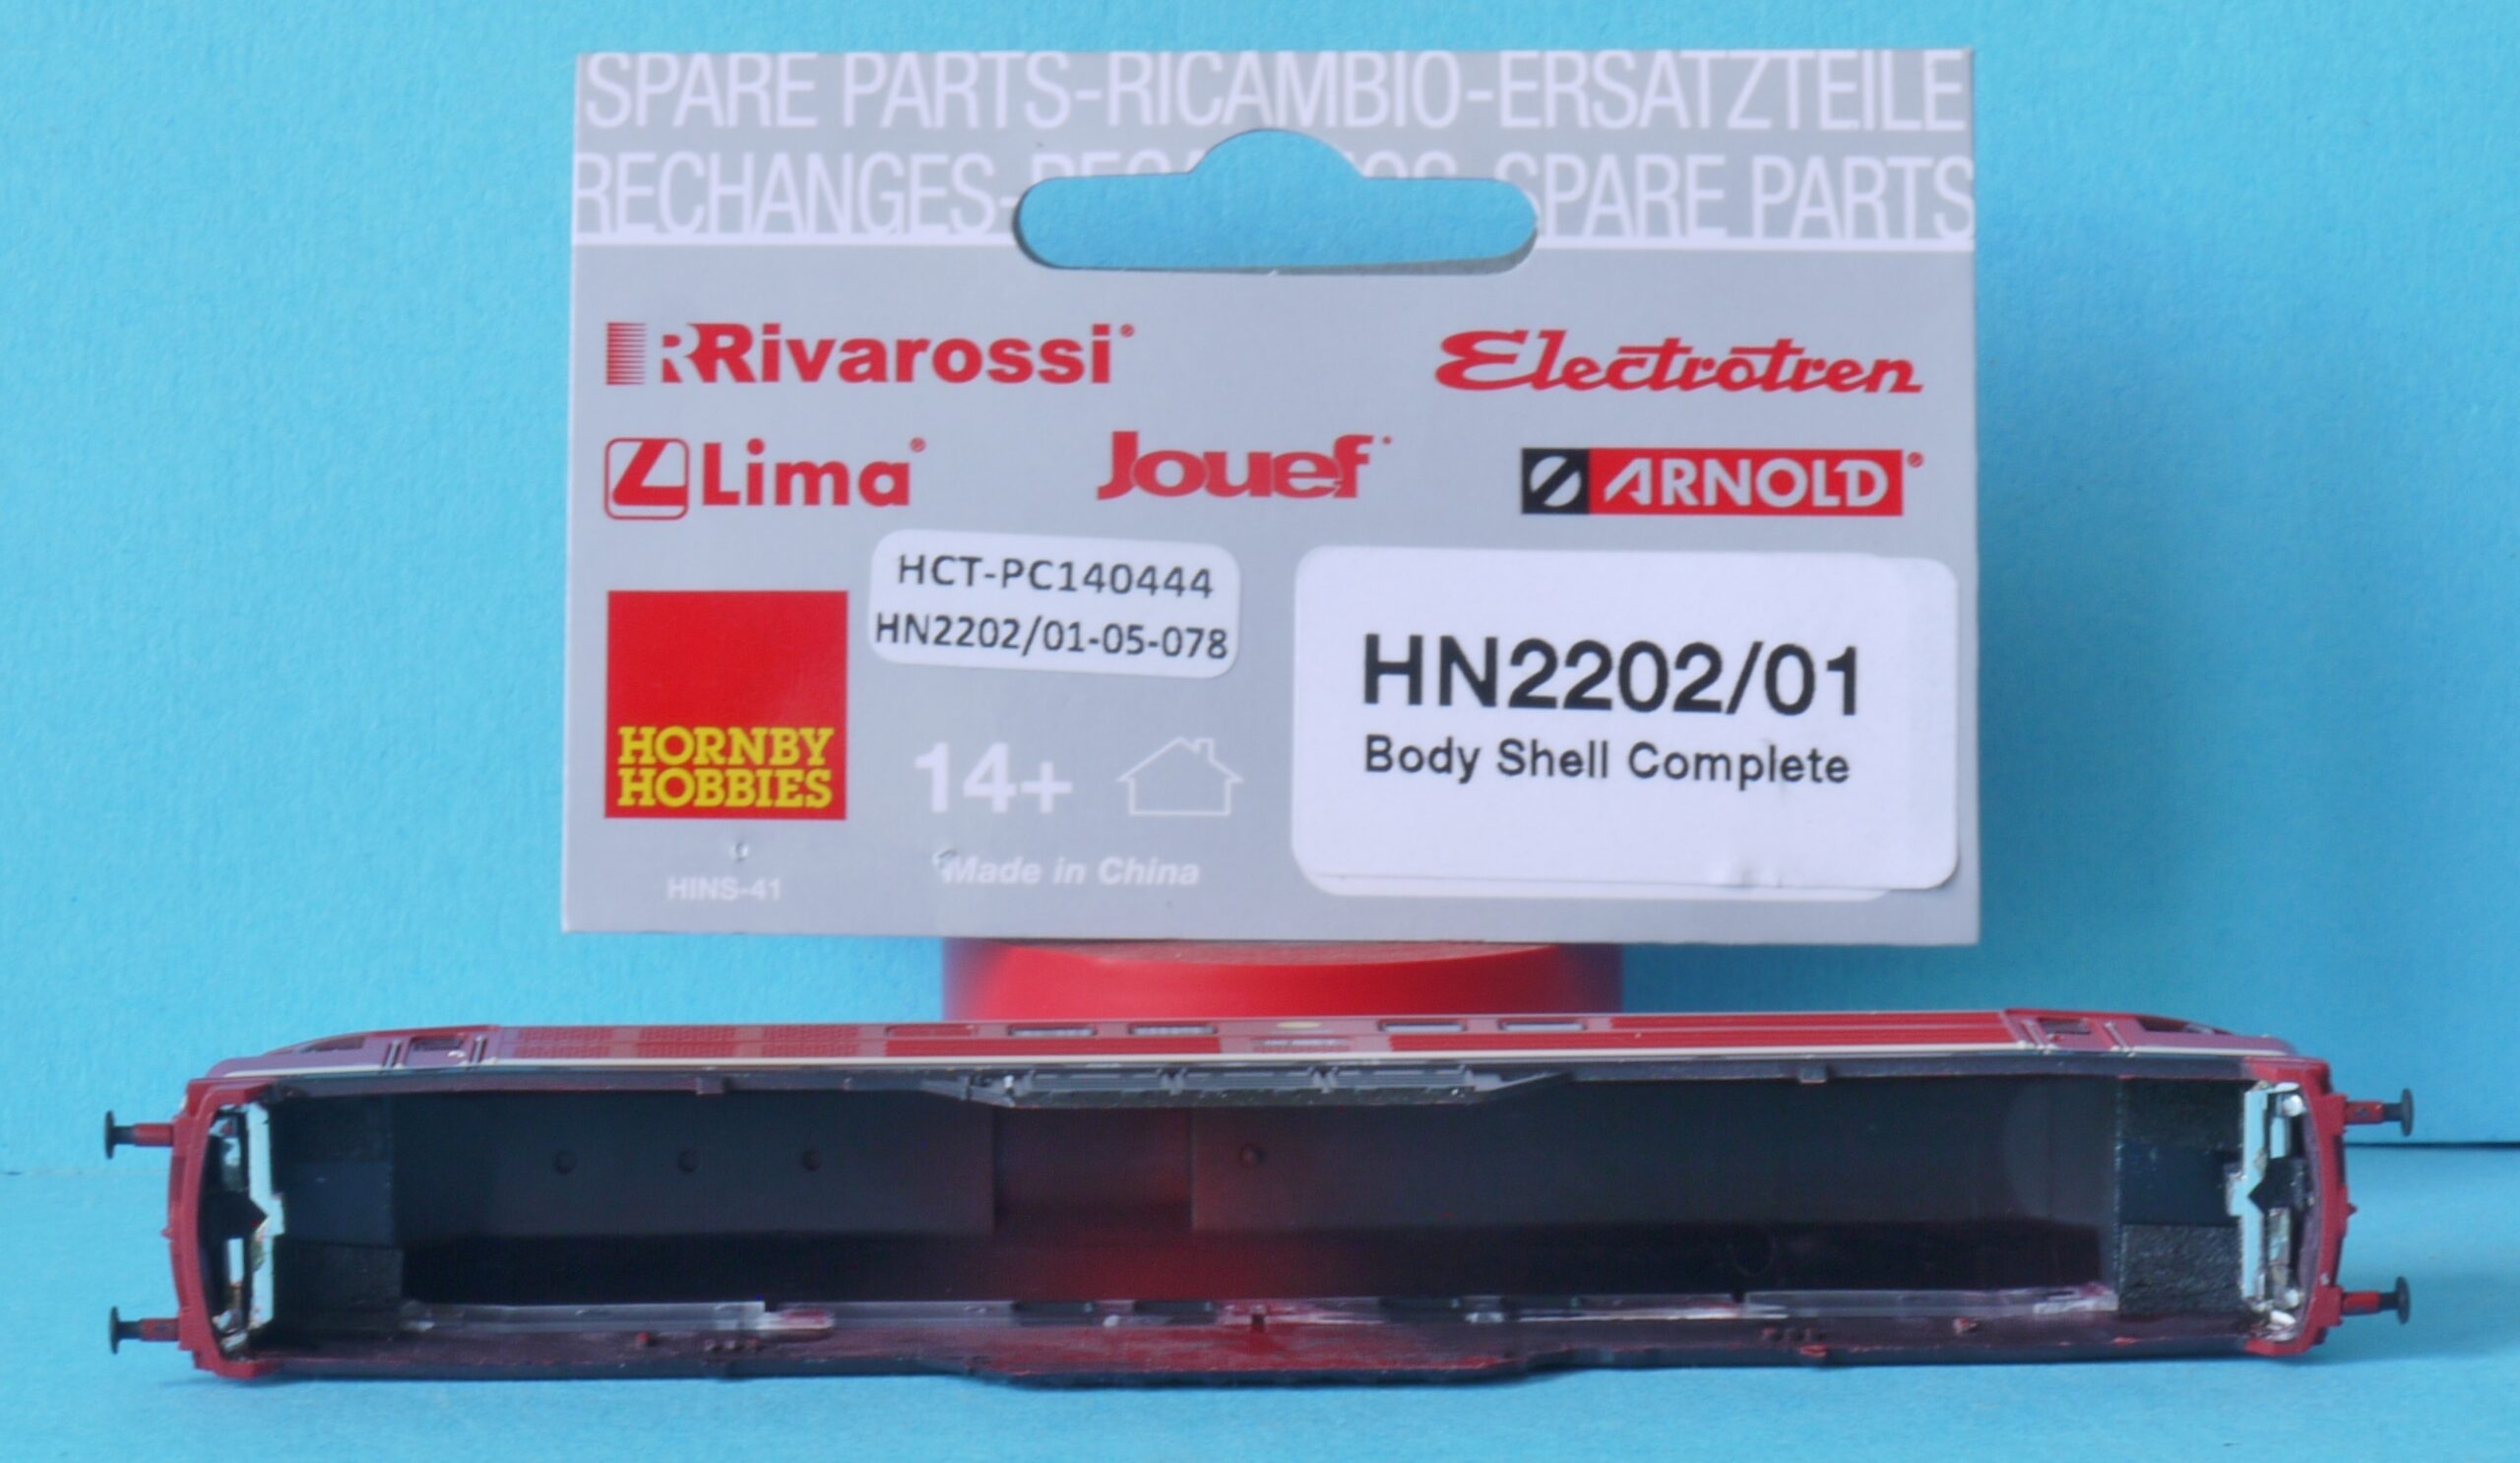 SPARE PARTS-RICAMBIO-ERSATZTEILE
RECHANGES- SPARE PARTS
Rivarossi®
Electrotren
Lima®
Jouef®
ARNOLD®
HCT-PC140444
HN2202/01-05-078
HN2202/01
Body Shell Complete
HORNBY
HOBBIES
14+
Made in China
HINS-41